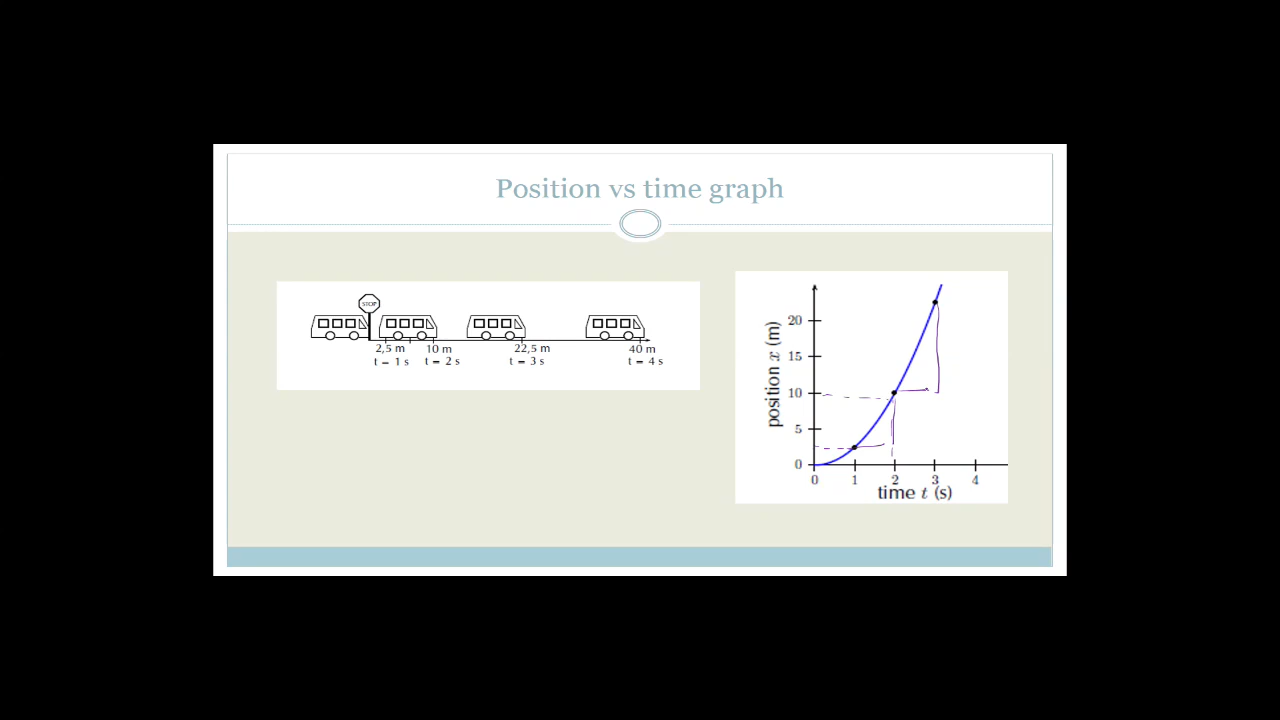 Position vs time graph
STOP
2,5 m 10 m 22,5 m 40 m
t = 1 s t = 2 s t = 3 s t = 4 s
position x (m)
20
15
10
5
0
0 1 2 3 4
time t (s)